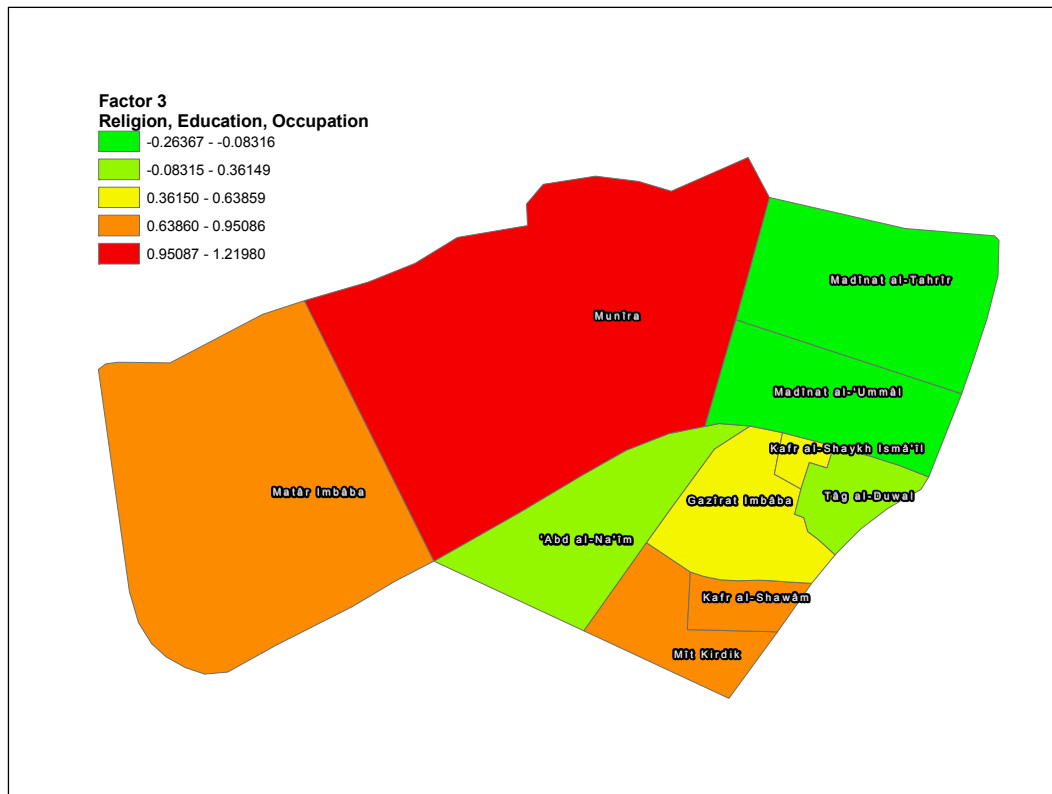 Factor 3
Religion, Education, Occupation
-0.26367 - -0.08316
-0.08315 - 0.36149
0.36150 - 0.63859
0.63860 - 0.95086
0.95087 - 1.21980
Madînat al-Tahrîr
Munîra
Madînat al-'Ummâl
Kafr al-Shaykh Ismâ'îl
Matâr Imbâba
Gazîrat Imbâba
Tâg al-Duwal
'Abd al-Na'îm
Kafr al-Shawâm
Mît Kirdik